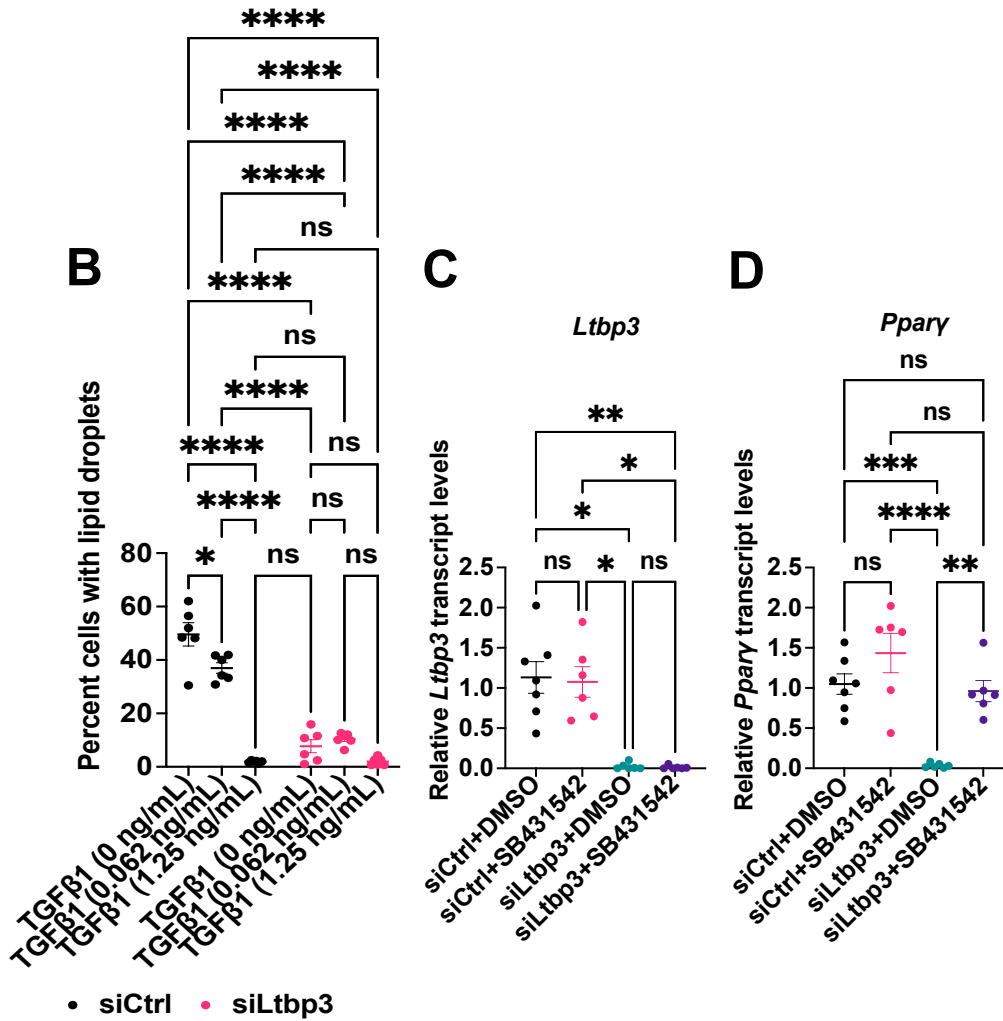 B
****
****
****
****
ns
****
ns
****
ns
****
ns
****
*
ns
ns
Percent cells with lipid droplets
80
60
40
20
0
TGFβ1 (0 ng/mL)
TGFβ1 (0.062 ng/mL)
TGFβ1 (1.25 ng/mL)
TGFβ1 (0 ng/mL)
TGFβ1 (0.062 ng/mL)
TGFβ1 (1.25 ng/mL)
siCtrl
siLtbp3
C
Ltbp3
**
*
*
ns
*
ns
Relative Ltbp3 transcript levels
2.5
2.0
1.5
1.0
0.5
0.0
siCtrl+DMSO
siCtrl+SB431542
siLtbp3+DMSO
siLtbp3+SB431542
D
Pparγ
ns
ns
***
****
ns
**
Relative Pparγ transcript levels
2.5
2.0
1.5
1.0
0.5
0.0
siCtrl+DMSO
siCtrl+SB431542
siLtbp3+DMSO
siLtbp3+SB431542